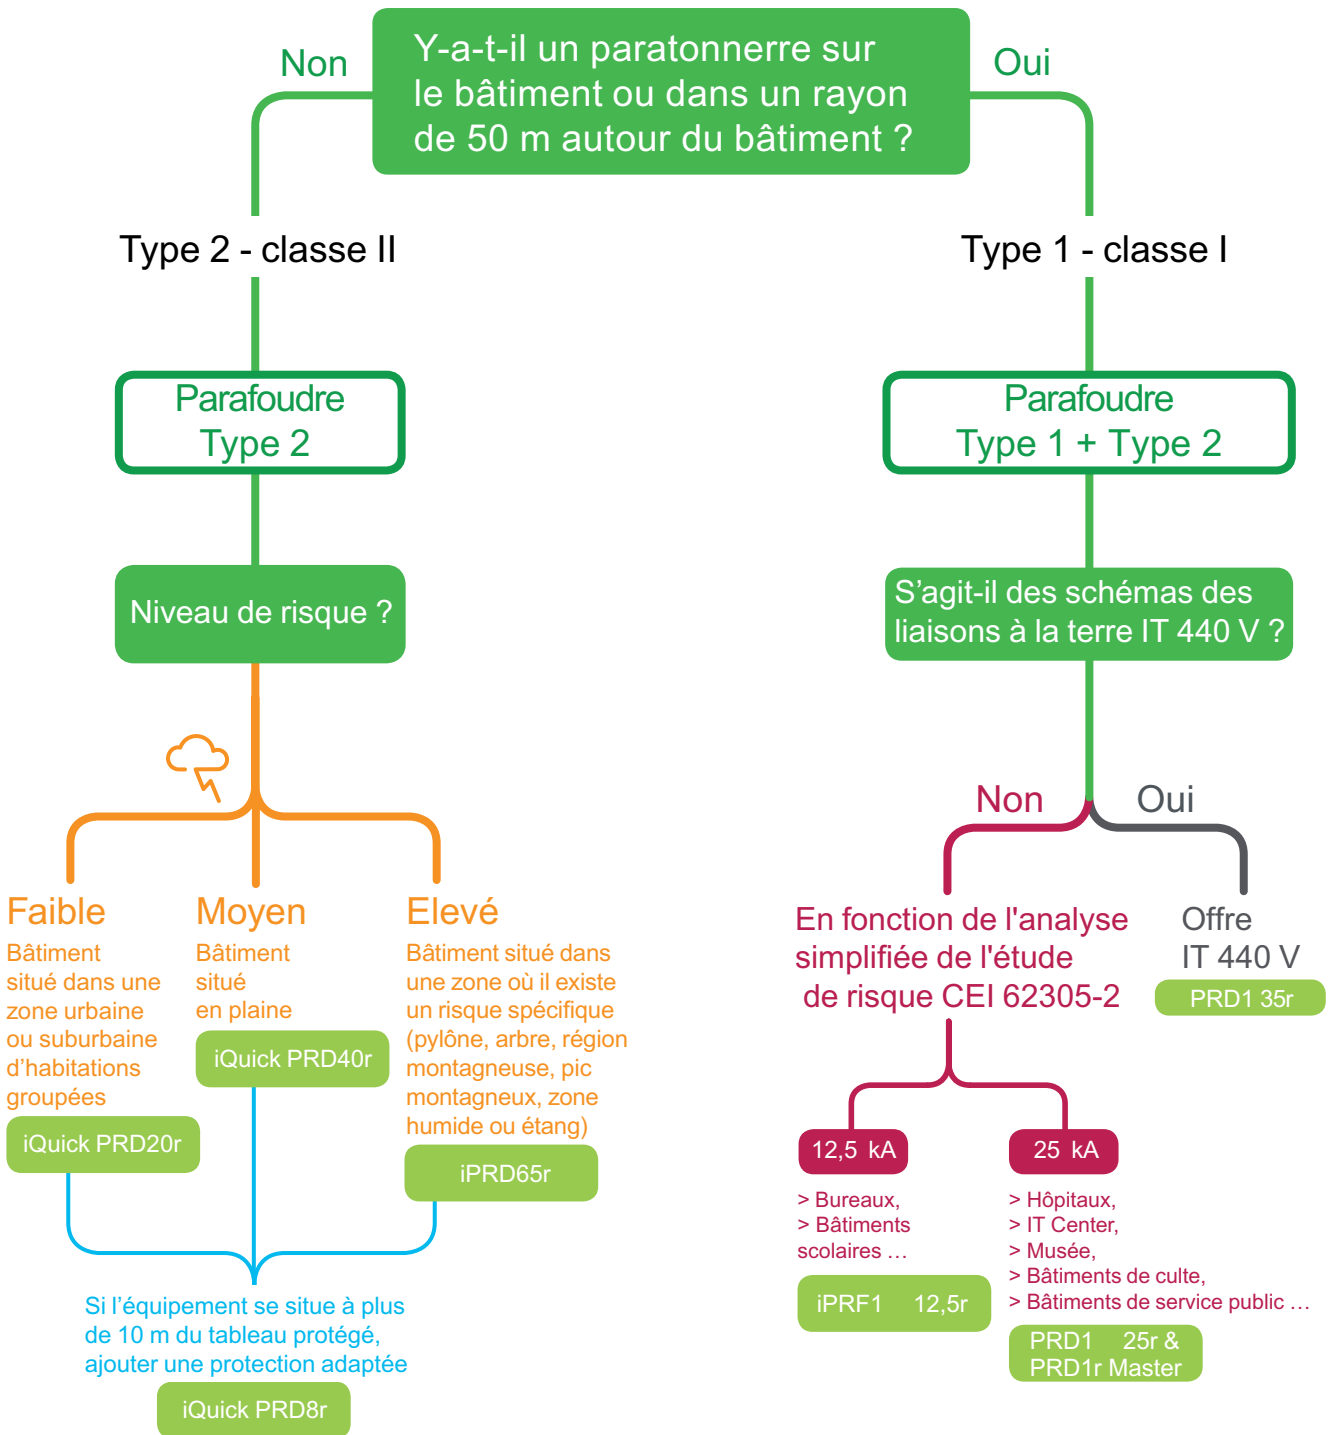 Y-a-t-il un paratonnerre sur
le bâtiment ou dans un rayon
de 50 m autour du bâtiment ?
Non
Oui
Type 2 - classe II
Type 1 - classe I
Parafoudre
Type 2
Parafoudre
Type 1 + Type 2
Niveau de risque ?
S’agit-il des schémas des
liaisons à la terre IT 440 V ?
Non
Oui
Faible
Bâtiment
situé dans une
zone urbaine
ou suburbaine
d’habitations
groupées
iQuick PRD20r
Moyen
Bâtiment
situé
en plaine
iQuick PRD40r
Elevé
Bâtiment situé dans
une zone où il existe
un risque spécifique
(pylône, arbre, région
montagneuse, pic
montagneux, zone
humide ou étang)
iPRD65r
Si l’équipement se situe à plus
de 10 m du tableau protégé,
ajouter une protection adaptée
iQuick PRD8r
En fonction de l'analyse
simplifiée de l'étude
de risque CEI 62305-2
Offre
IT 440 V
PRD1 35r
12,5 kA
> Bureaux,
> Bâtiments
scolaires …
iPRF1 12,5r
25 kA
> Hôpitaux,
> IT Center,
> Musée,
> Bâtiments de culte,
> Bâtiments de service public …
PRD1 25r &
PRD1r Master